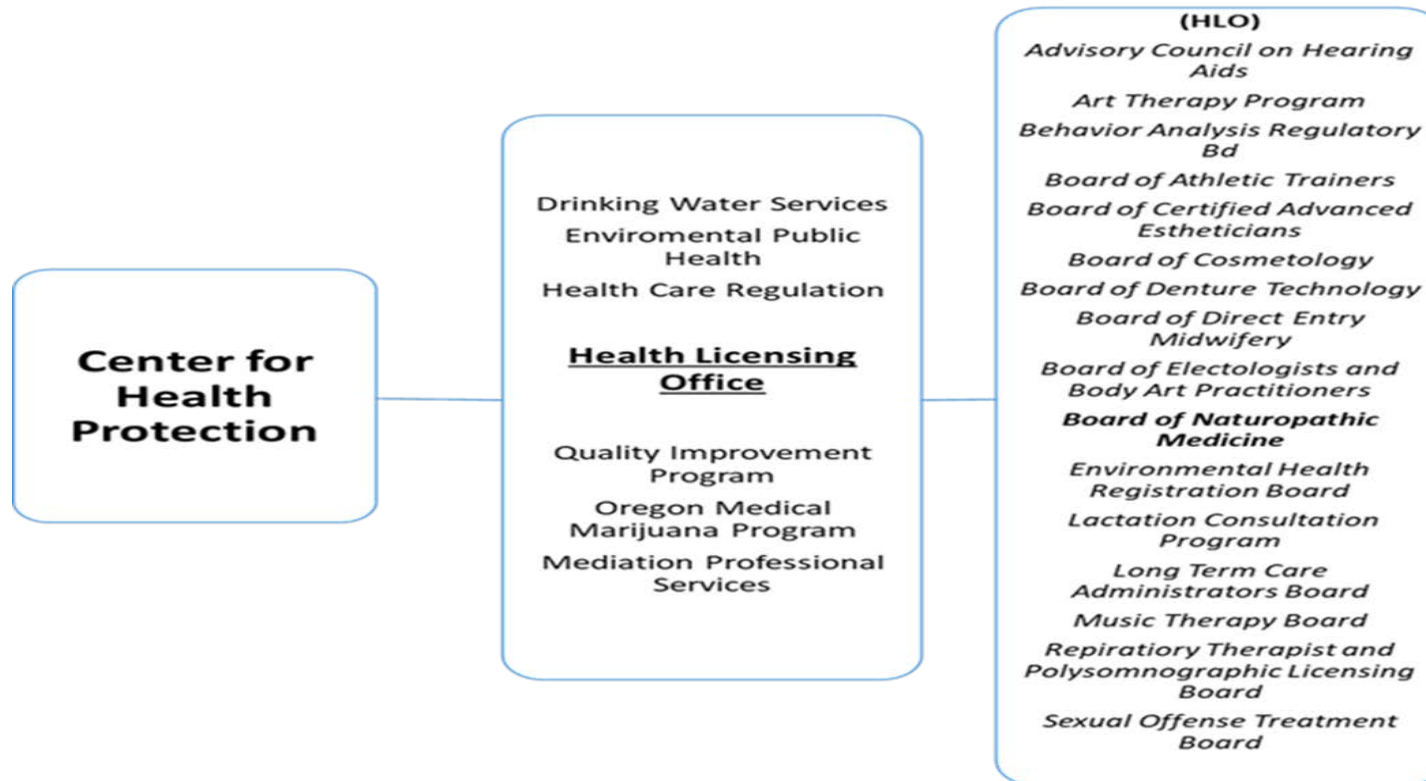 Center for
Health
Protection
Drinking Water Services
Enviromental Public
Health
Health Care Regulation
Health Licensing
Office
Quality Improvement
Program
Oregon Medical
Marijuana Program
Mediation Professional
Services
(HLO)
Advisory Council on Hearing
Aids
Art Therapy Program
Behavior Analysis Regulatory
Bd
Board of Athletic Trainers
Board of Certified Advanced
Estheticians
Board of Cosmetology
Board of Denture Technology
Board of Direct Entry
Midwifery
Board of Electologists and
Body Art Practitioners
Board of Naturopathic
Medicine
Environmental Health
Registration Board
Lactation Consultation
Program
Long Term Care
Administrators Board
Music Therapy Board
Repiratiory Therapist and
Polysomnographic Licensing
Board
Sexual Offense Treatment
Board